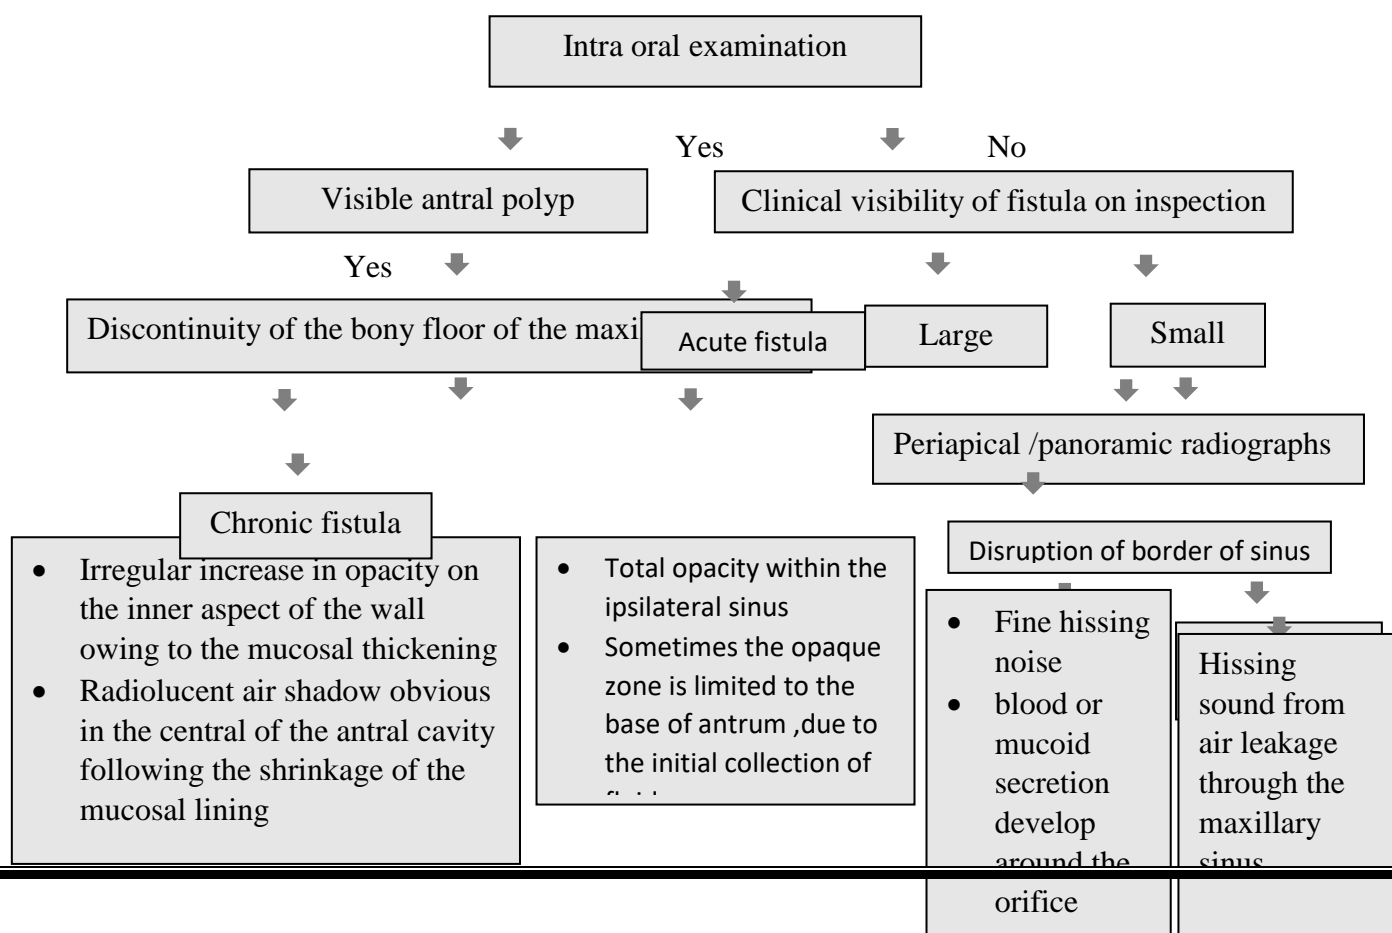 Intra oral examination
Yes
No
Visible antral polyp
Clinical visibility of fistula on inspection
Yes
Discontinuity of the bony floor of the maxi
Acute fistula
Large
Small
Periapical /panoramic radiographs
Chronic fistula
• Irregular increase in opacity on
the inner aspect of the wall
owing to the mucosal thickening
• Radiolucent air shadow obvious
in the central of the antral cavity
following the shrinkage of the
mucosal lining
• Total opacity within the
ipsilateral sinus
• Sometimes the opaque
zone is limited to the
base of antrum ,due to
the initial collection of
Disruption of border of sinus
• Fine hissing
noise
• blood or
mucoid
secretion
develop
around the
orifice
Hissing
sound from
air leakage
through the
maxillary
sinus